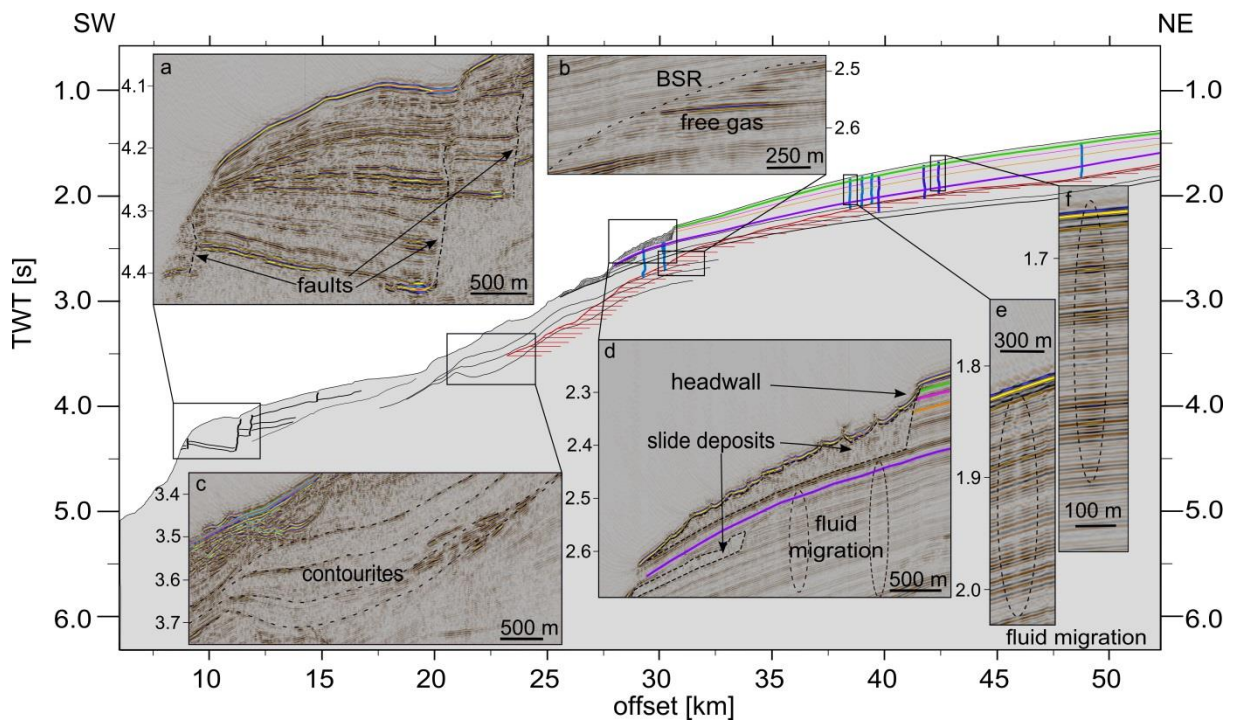 SW
NE
TWT [s]
1.0
2.0
3.0
4.0
5.0
6.0
1.0
2.0
3.0
4.0
5.0
6.0
10
15
20
25
30
35
40
45
50
offset [km]
a
4.1
4.2
4.3
4.4
faults
500 m
b
BSR
free gas
2.5
2.6
250 m
c
3.4
3.5
3.6
3.7
contourites
500 m
d
2.3
2.4
2.5
2.6
headwall
slide deposits
fluid
migration
500 m
e
300 m
1.8
1.9
2.0
f
1.7
100 m
fluid migration